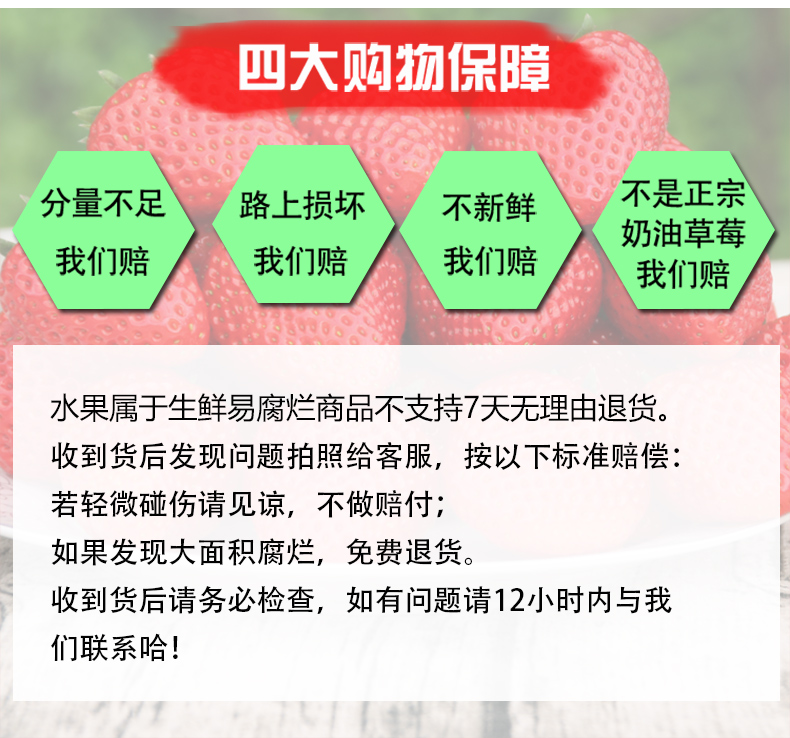 四大购物保障
分量不足
我们赔
路上损坏
我们赔
不新鲜
我们赔
不是正宗
奶油草莓
我们赔
水果属于生鲜易腐烂商品不支持7天无理由退货。
收到货后发现问题拍照给客服，按以下标准赔偿：
若轻微碰伤请见谅，不做赔付；
如果发现大面积腐烂，免费退货。
收到货后请务必检查，如有问题请12小时内与我
们联系哈！